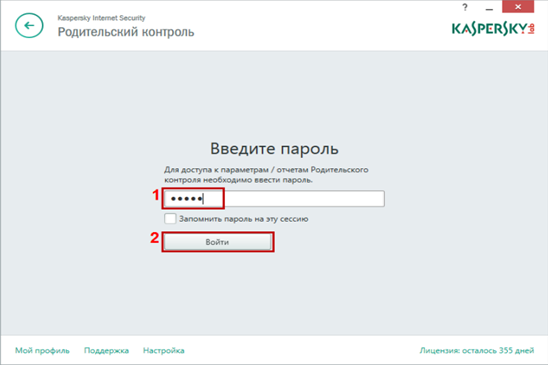 Kaspersky Internet Security
Родительский контроль
?
KASPERSKY lab
Введите пароль
Для доступа к параметрам / отчетам Родительского
контроля необходимо ввести пароль.
1 •••••
Запомнить пароль на эту сессию
2 Войти
Мой профиль Поддержка Настройка Лицензия: осталось 355 дней